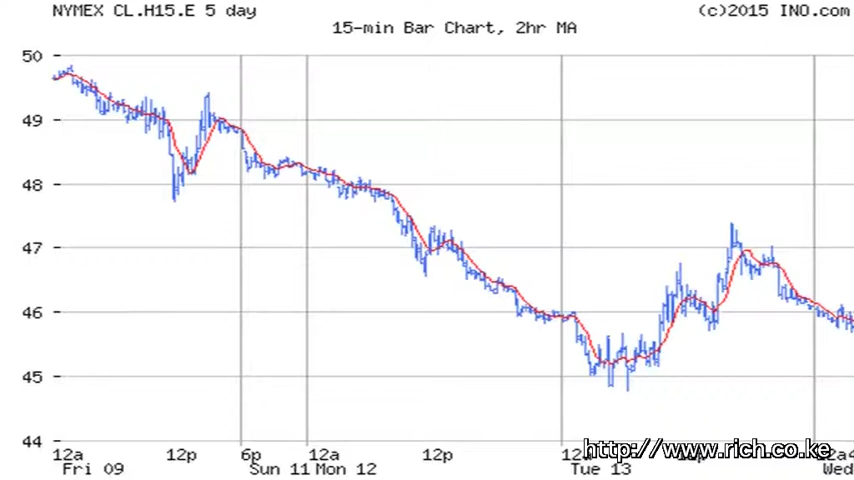 NYMEX CL.H15.E 5 day
(c)2015 INO.com
15-min Bar Chart, 2hr MA
50
49
48
47
46
45
44
12a 12p 6p 12a 12p
Fri 09 Sun 11 Mon 12 Tue 13 Wed
http://www.rich.co.ke